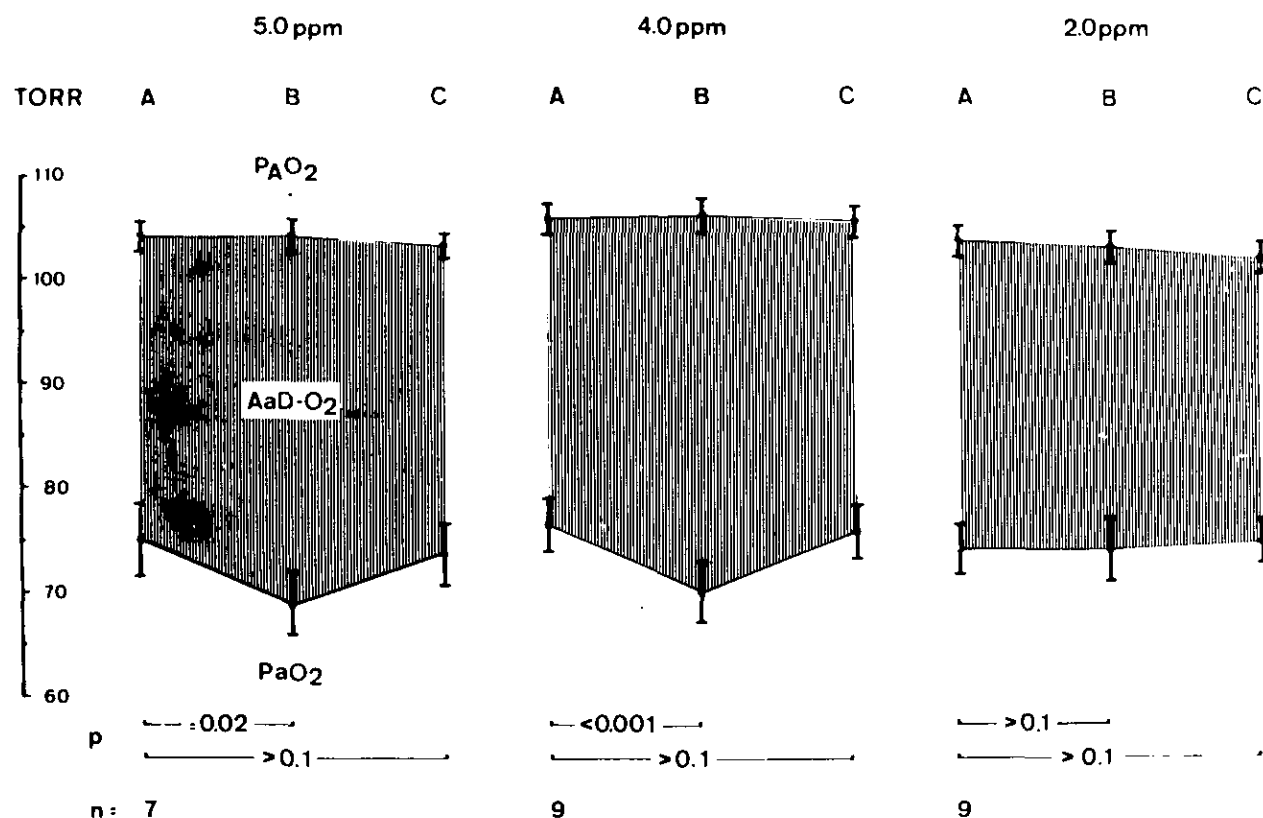 5.0 ppm 4.0 ppm 2.0 ppm
TORR A B C A B C A B C
110
PAO2
100
90
AaD-O2
80
70
PaO2
60
=0.02 <0.001 >0.1
p
>0.1 >0.1 >0.1
n= 7 9 9